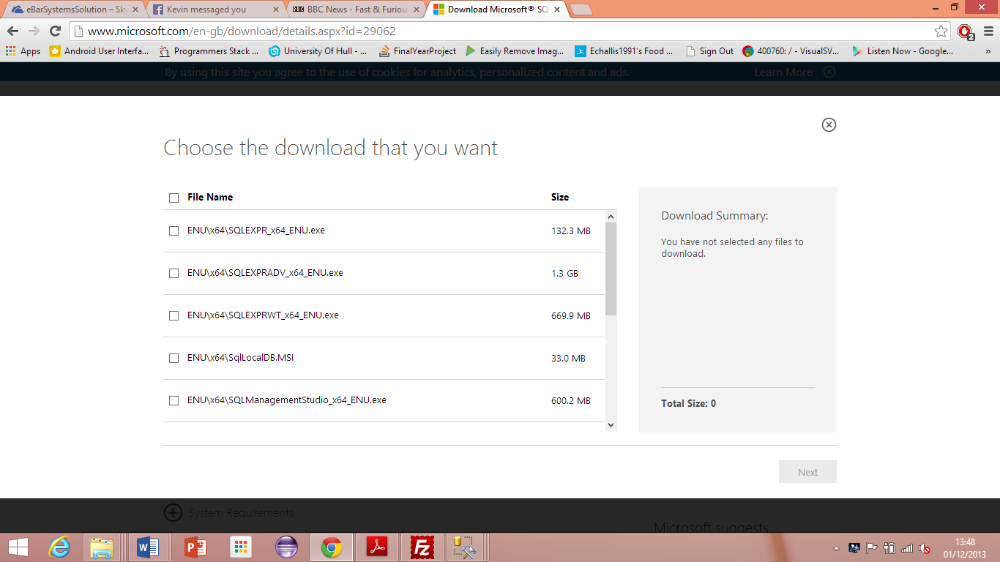 eBarSystemsSolution – Sky
Kevin messaged you
BBC News - Fast & Furiou
Download Microsoft® SQ
www.microsoft.com/en-gb/download/details.aspx?id=29062
2
Apps
Android User Interfa...
Programmers Stack ...
University Of Hull - ...
FinalYearProject
Easily Remove Imag...
Echallis1991's Food ...
Sign Out
400760: / - VisualSV...
Listen Now - Google...
»
By using this site you agree to the use of cookies for analytics, personalized content and ads.
Learn More
Choose the download that you want
File Name Size
ENU\x64\SQLEXPR_x64_ENU.exe 132.3 MB
ENU\x64\SQLEXPRADV_x64_ENU.exe 1.3 GB
ENU\x64\SQLEXPRWT_x64_ENU.exe 669.9 MB
ENU\x64\SqlLocalDB.MSI 33.0 MB
ENU\x64\SQLManagementStudio_x64_ENU.exe 600.2 MB
Download Summary:
You have not selected any files to
download.
Total Size: 0
Next
System Requirements
Microsoft suggests
13:48
01/12/2013